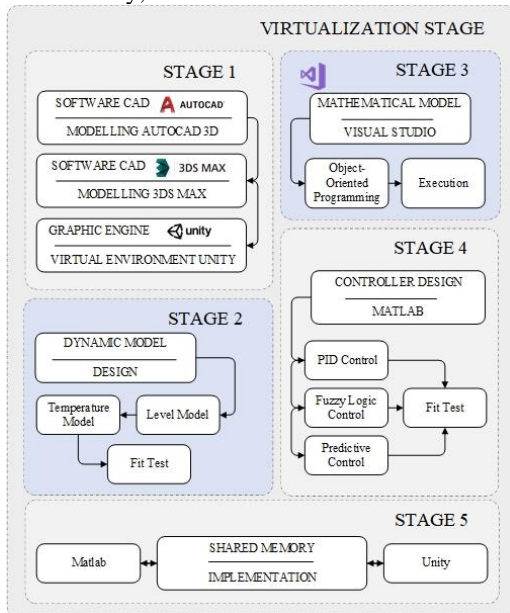 VIRTUALIZATION STAGE
STAGE 1
SOFTWARE CAD AUTOCAD
MODELLING AUTOCAD 3D
SOFTWARE CAD 3DS MAX
MODELLING 3DS MAX
GRAPHIC ENGINE unity
VIRTUAL ENVIRONMENT UNITY
STAGE 2
DYNAMIC MODEL
DESIGN
Temperature
Model
Level Model
Fit Test
STAGE 3
MATHEMATICAL MODEL
VISUAL STUDIO
Object-
Oriented
Programming
Execution
STAGE 4
CONTROLLER DESIGN
MATLAB
PID Control
Fuzzy Logic
Control
Predictive
Control
Fit Test
STAGE 5
Matlab
SHARED MEMORY
IMPLEMENTATION
Unity